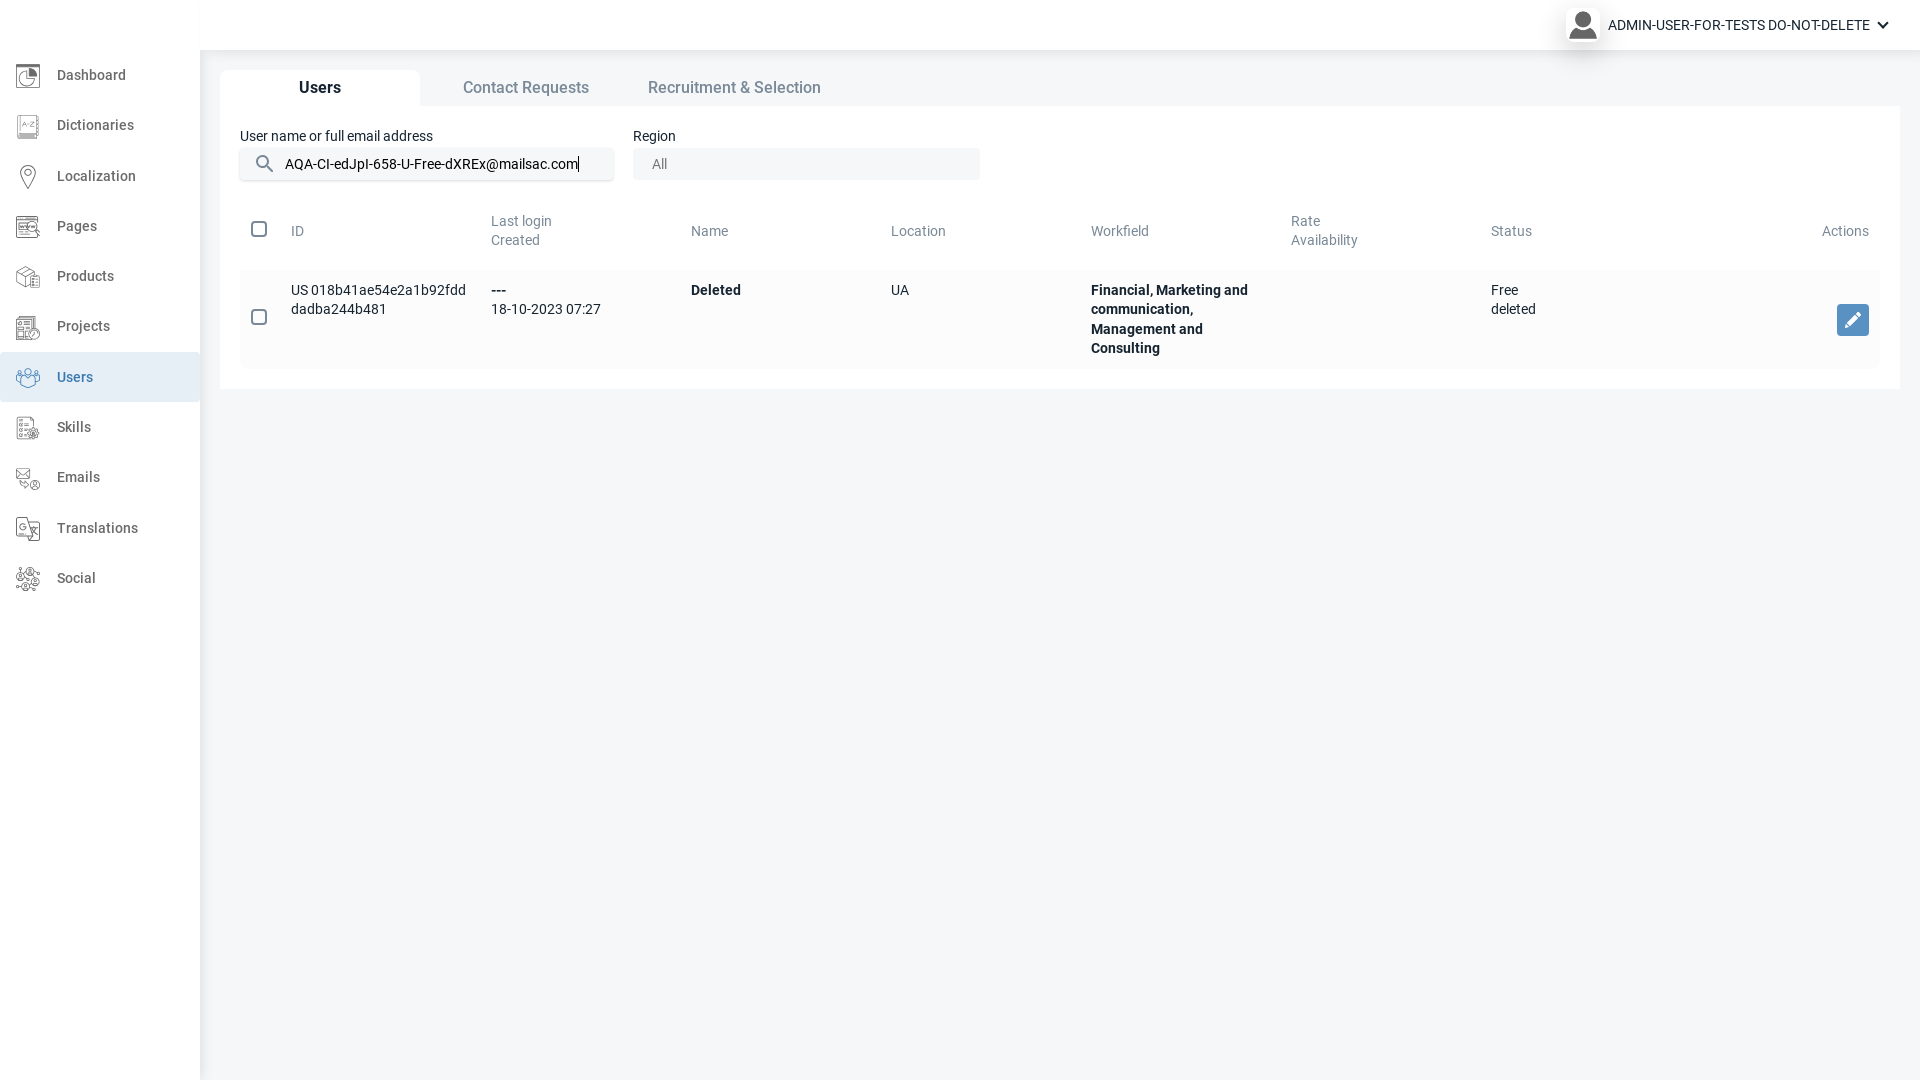 ADMIN-USER-FOR-TESTS DO-NOT-DELETE
Dashboard
Dictionaries
Localization
Pages
Products
Projects
Users
Skills
Emails
Translations
Social
Users
Contact Requests
Recruitment & Selection
User name or full email address
Region
AQA-CI-edJpI-658-U-Free-dXREx@mailsac.com
All
ID
Last login
Created
Name
Location
Workfield
Rate
Availability
Status
Actions
US 018b41ae54e2a1b92fdd
dadba244b481
---
18-10-2023 07:27
Deleted
UA
Financial, Marketing and
communication,
Management and
Consulting
Free
deleted